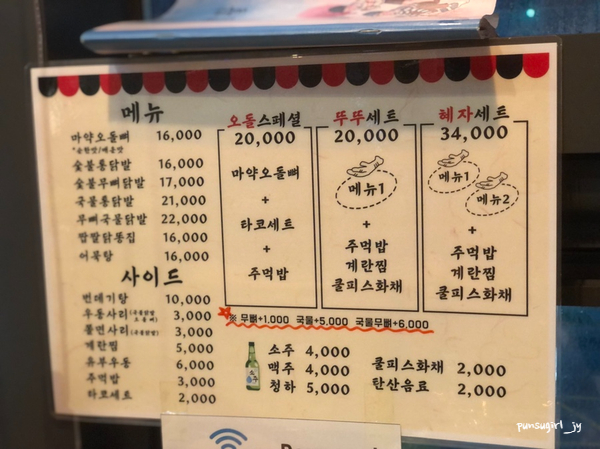 메뉴
마약오돌뼈 16,000
*순한맛/매운맛
숯불통닭발 16,000
숯불무뼈닭발 17,000
국물통닭발 21,000
무뼈국물닭발 22,000
밥쌀닭똥집 16,000
어묵탕 16,000
사이드
번데기탕 10,000
우동사리 3,000
쫄면사리 3,000
계란찜 5,000
유부우동 6,000
주먹밥 3,000
타코세트 2,000
오돌스페셜
20,000
마약오돌뼈
+
타코세트
+
주먹밥
뚜뚜세트
20,000
메뉴1
+
주먹밥
계란찜
쿨피스화채
혜자세트
34,000
메뉴1
메뉴2
+
주먹밥
계란찜
쿨피스화채
※ 무뼈+1,000 국물+5,000 국물무뼈+6,000
소주 4,000
맥주 4,000
청하 5,000
쿨피스화채 2,000
탄산음료 2,000
punsugirl_jy